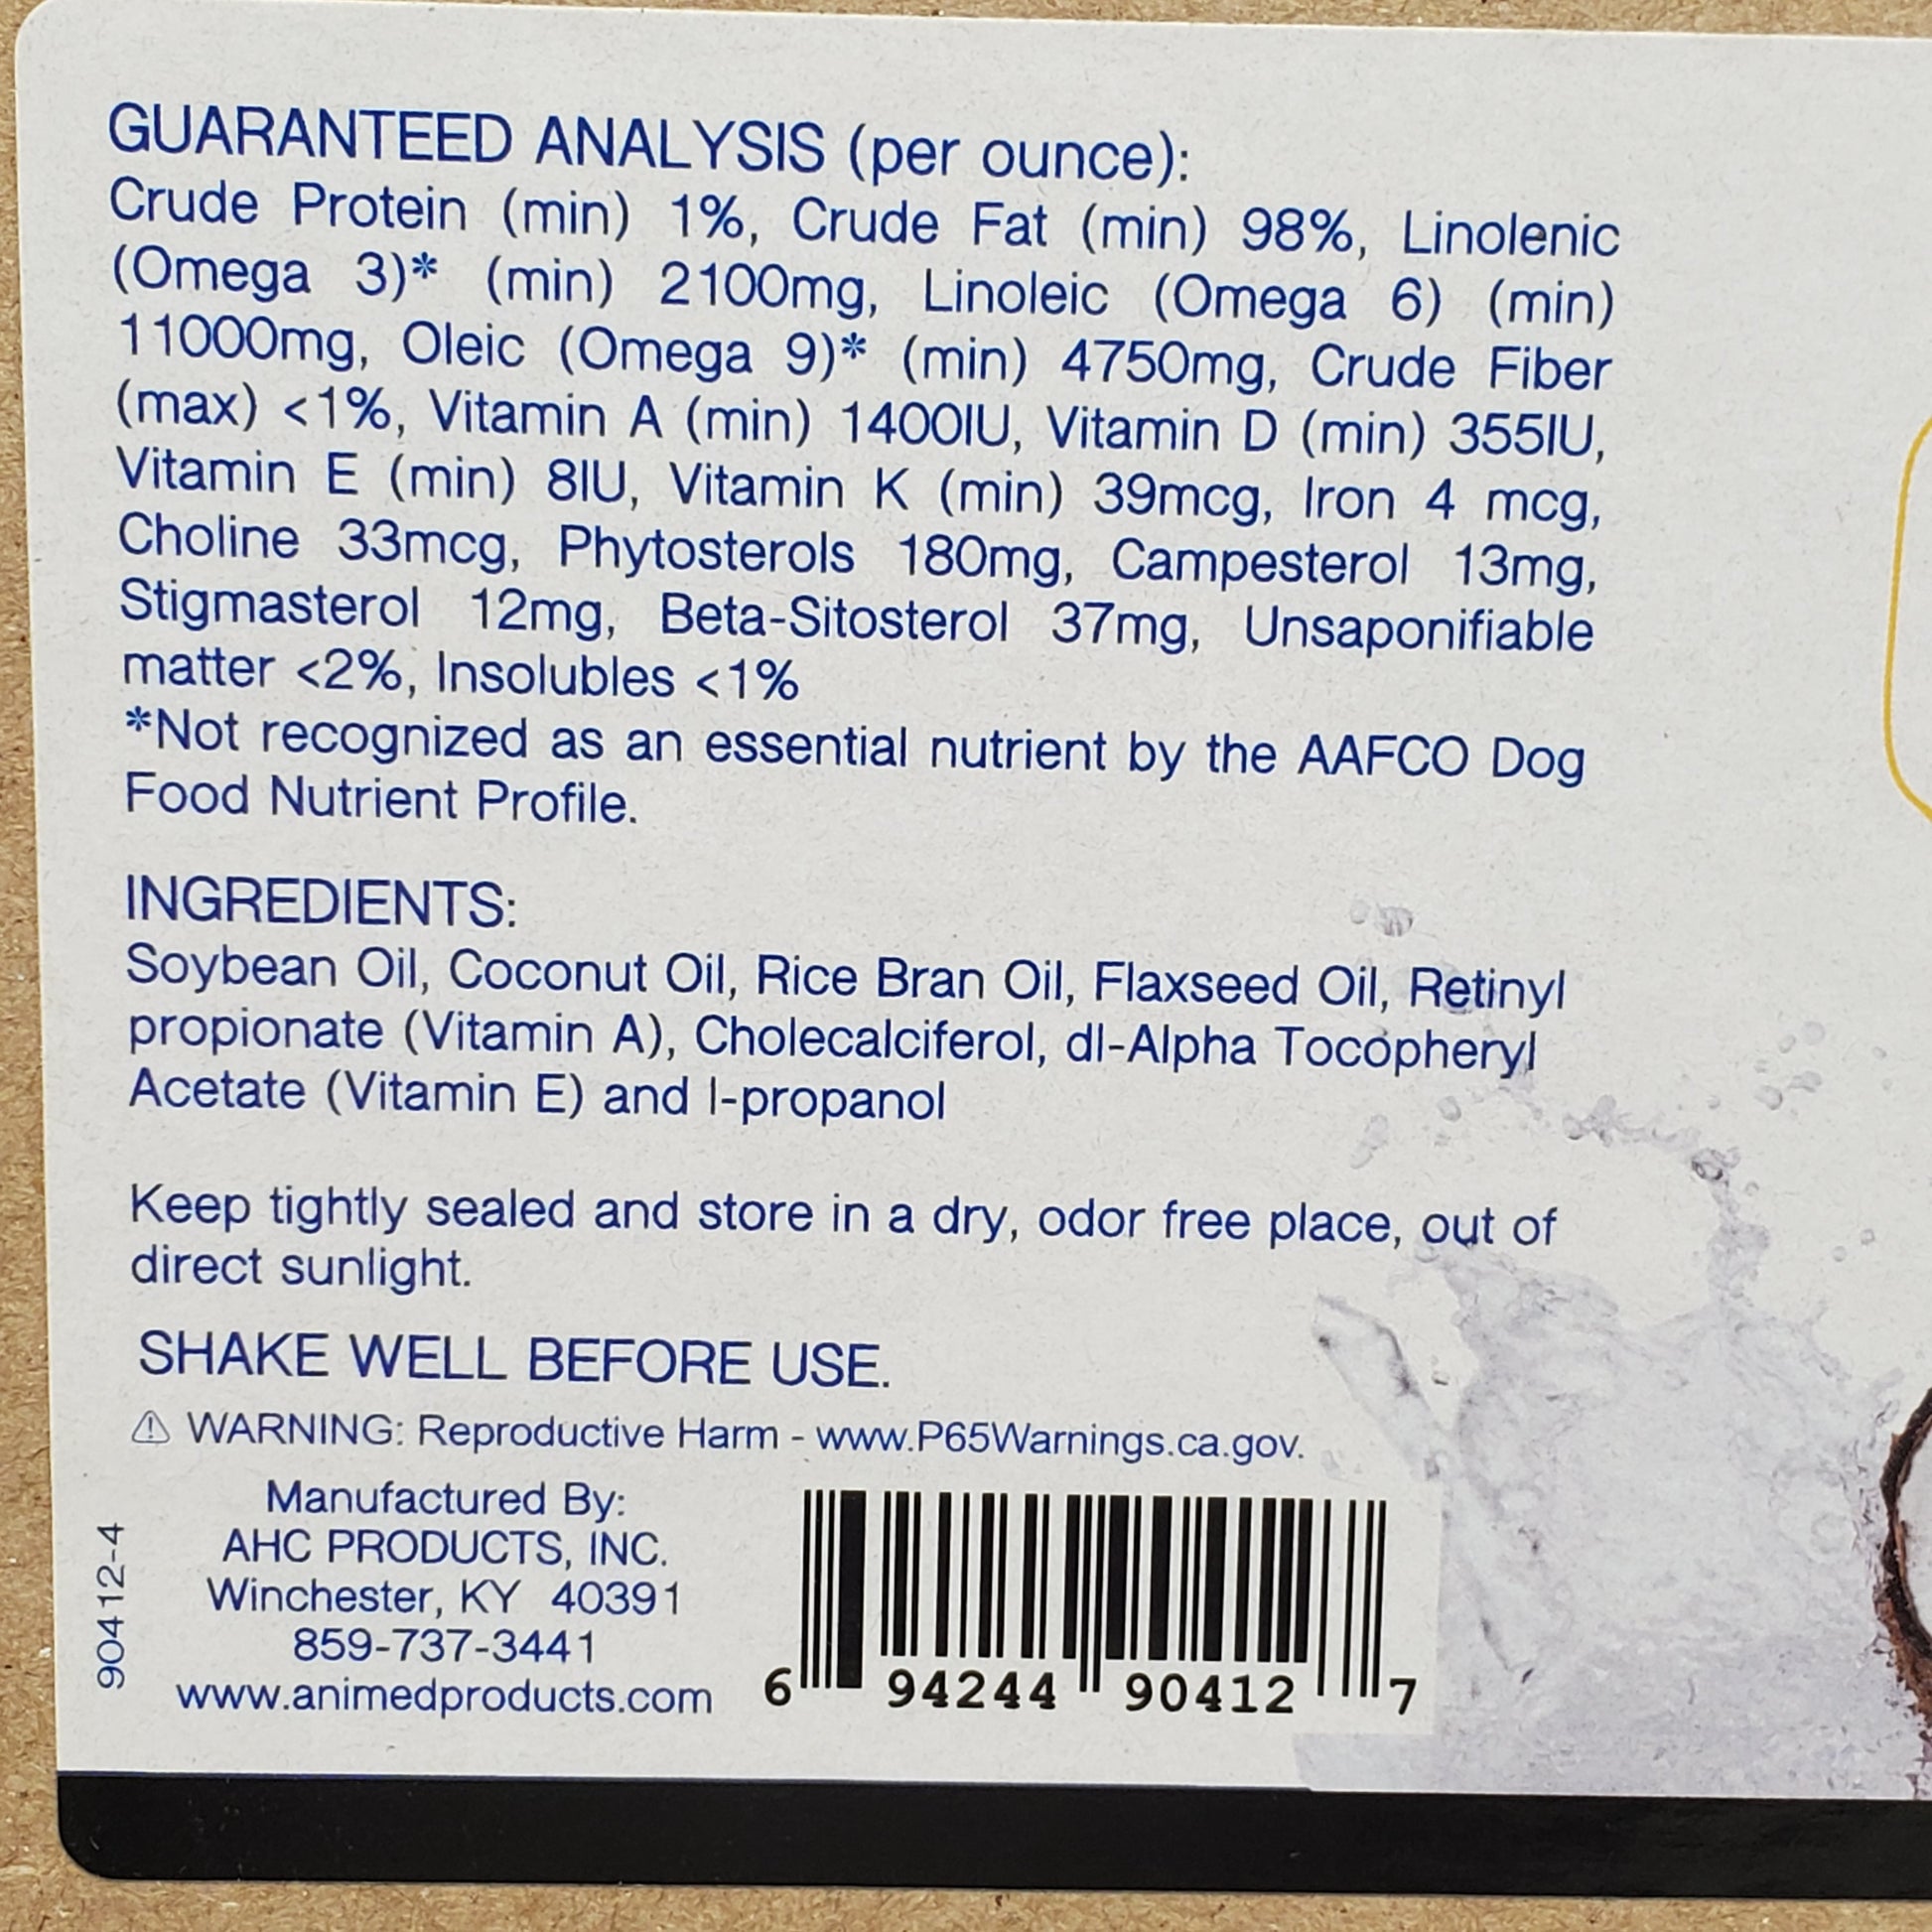 GUARANTEED ANALYSIS (per ounce):
Crude Protein (min) 1%, Crude Fat (min) 98%, Linolenic
(Omega 3)* (min) 2100mg, Linoleic (Omega 6) (min)
11000mg, Oleic (Omega 9)* (min) 4750mg, Crude Fiber
(max) <1%, Vitamin A (min) 1400IU, Vitamin D (min) 355IU,
Vitamin E (min) 8IU, Vitamin K (min) 39mcg, Iron 4 mcg,
Choline 33mcg, Phytosterols 180mg, Campesterol 13mg,
Stigmasterol 12mg, Beta-Sitosterol 37mg, Unsaponifiable
matter <2%, Insolubles <1%
*Not recognized as an essential nutrient by the AAFCO Dog
Food Nutrient Profile.
INGREDIENTS:
Soybean Oil, Coconut Oil, Rice Bran Oil, Flaxseed Oil, Retinyl
propionate (Vitamin A), Cholecalciferol, dl-Alpha Tocopheryl
Acetate (Vitamin E) and l-propanol
Keep tightly sealed and store in a dry, odor free place, out of
direct sunlight.
SHAKE WELL BEFORE USE.
⚠ WARNING: Reproductive Harm - www.P65Warnings.ca.gov.
Manufactured By:
AHC PRODUCTS, INC.
Winchester, KY 40391
859-737-3441
www.animedproducts.com
90412-4
6 94244 90412 7